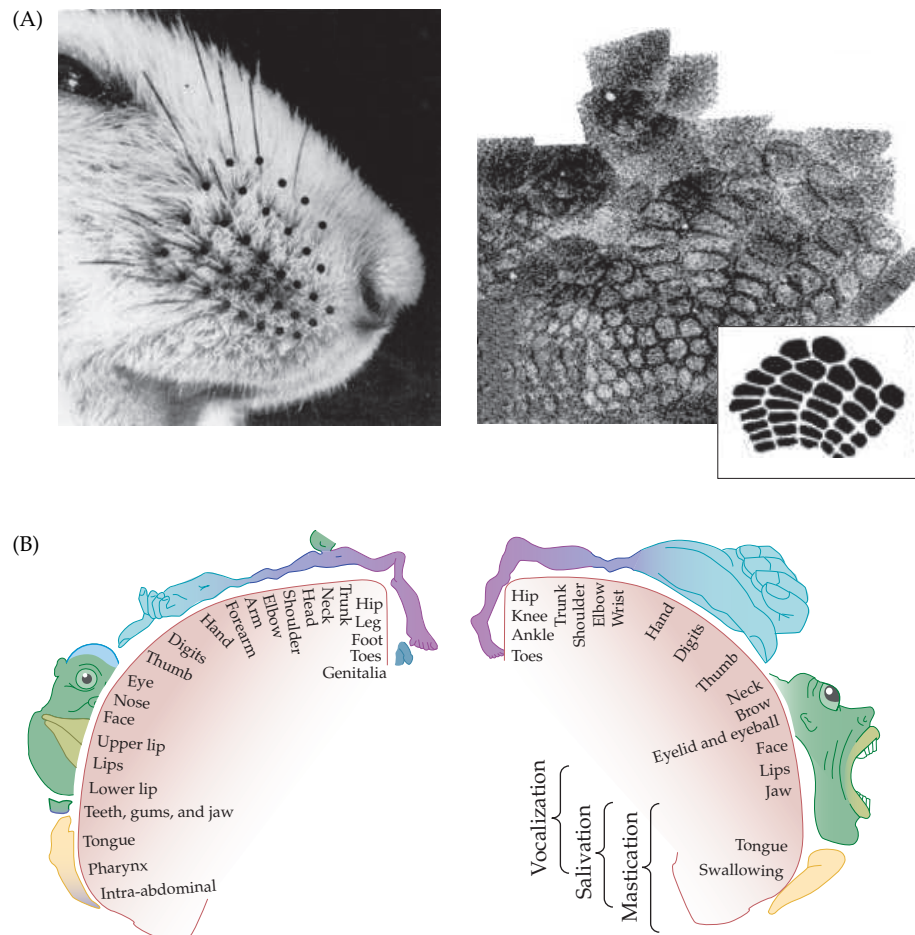 (A)
(B)
Hip
Leg
Foot
Toes
Genitalia
Trunk
Neck
Head
Shoulder
Elbow
Arm
Forearm
Hand
Digits
Thumb
Eye
Nose
Face
Upper lip
Lips
Lower lip
Teeth, gums, and jaw
Tongue
Pharynx
Intra-abdominal
Hip
Knee
Ankle
Toes
Trunk
Shoulder
Elbow
Wrist
Hand
Digits
Thumb
Neck
Brow
Eyelid and eyeball
Face
Lips
Jaw
Tongue
Swallowing
Vocalization
Salivation
Mastication